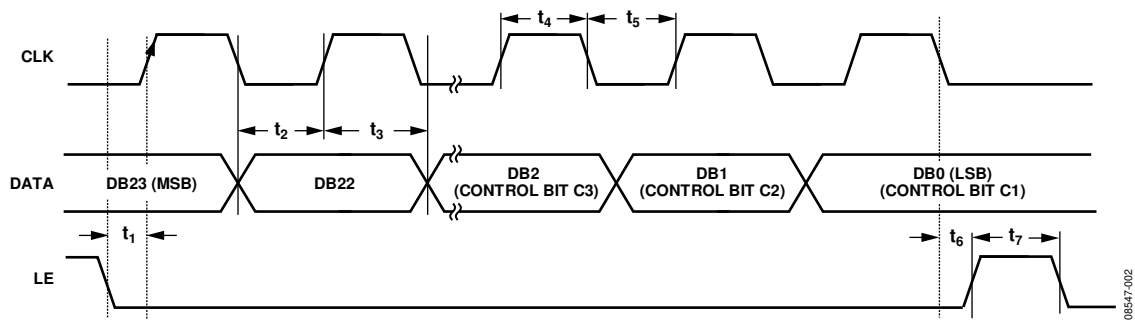 t4
t5
CLK
t2
t3
DATA
DB23 (MSB)
DB22
DB2
(CONTROL BIT C3)
DB1
(CONTROL BIT C2)
DB0 (LSB)
(CONTROL BIT C1)
t1
t6
t7
LE
08547-002